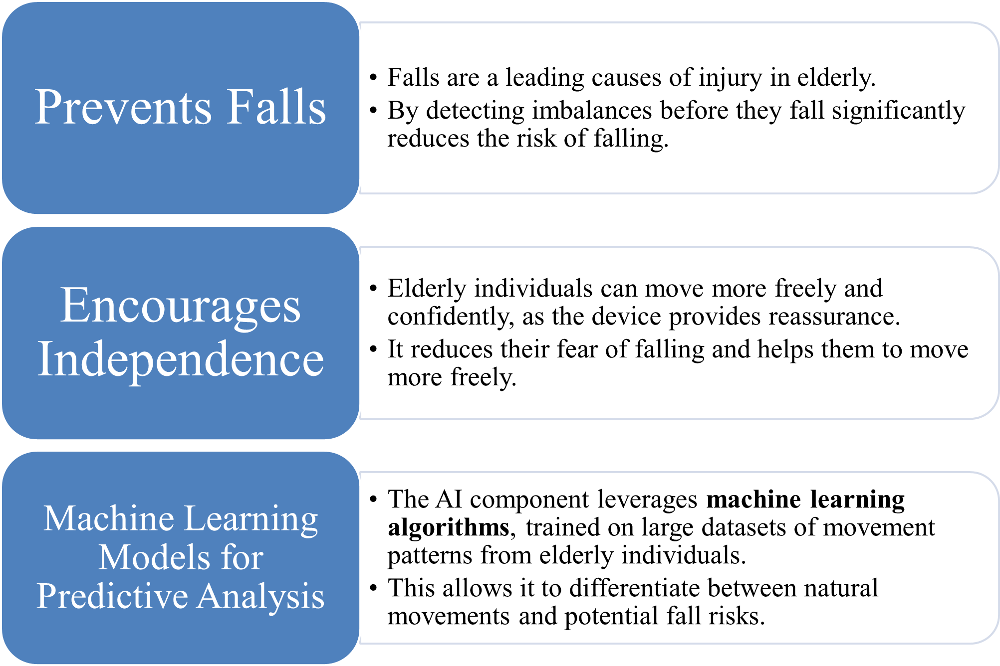 Prevents Falls
• Falls are a leading causes of injury in elderly.
• By detecting imbalances before they fall significantly
reduces the risk of falling.
Encourages
Independence
• Elderly individuals can move more freely and
confidently, as the device provides reassurance.
• It reduces their fear of falling and helps them to move
more freely.
Machine Learning
Models for
Predictive Analysis
• The AI component leverages machine learning
algorithms, trained on large datasets of movement
patterns from elderly individuals.
• This allows it to differentiate between natural
movements and potential fall risks.